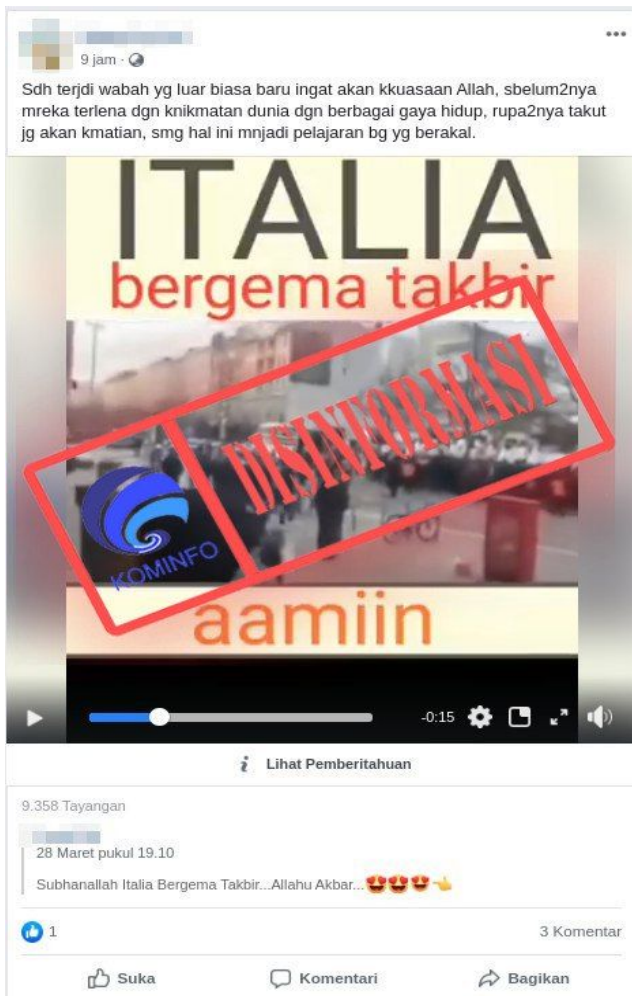 9 jam
Sdh terjdi wabah yg luar biasa baru ingat akan kkuasaan Allah, sbelum2nya
mreka terlena dgn knikmatan dunia dgn berbagai gaya hidup, rupa2nya takut
jg akan kmatian, smg hal ini mnjadi pelajaran bg yg berakal.
ITALIA
bergema takbir
DISINFORMASI
KOMINFO
aamiin
-0:15
i Lihat Pemberitahuan
9.358 Tayangan
28 Maret pukul 19.10
Subhanallah Italia Bergema Takbir...Allahu Akbar...😍😍😍👈
1
3 Komentar
Suka
Komentari
Bagikan